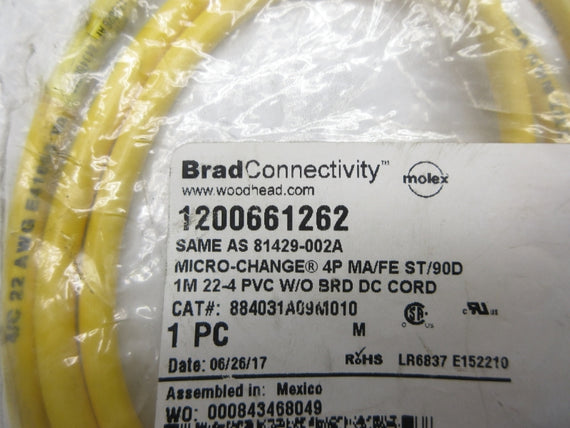 BradConnectivity™
molex
www.woodhead.com
1200661262
SAME AS 81429-002A
MICRO-CHANGE® 4P MA/FE ST/90D
1M 22-4 PVC W/O BRD DC CORD
CAT#: 884031A09M010
1 PC
M
Date: 06/26/17
RoHS
LR6837 E152210
Assembled in: Mexico
WO: 000843468049
22 AWG